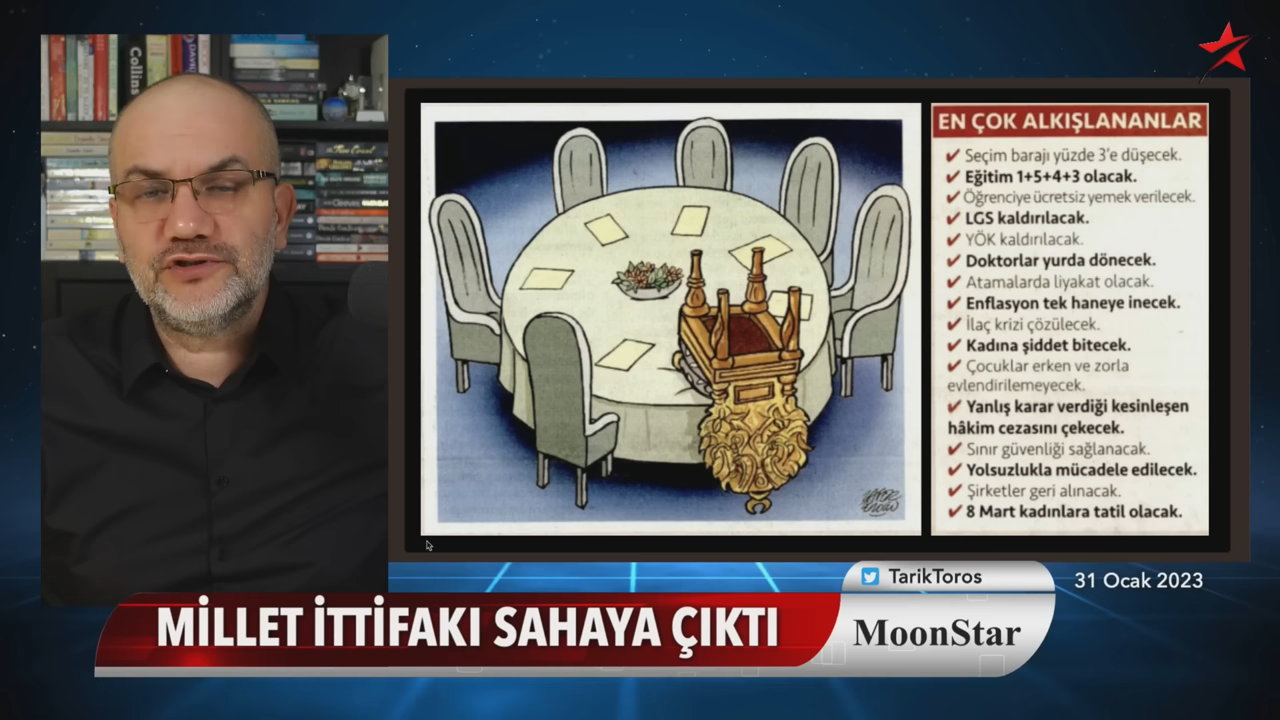 Collins
EN ÇOK ALKIŞLANANLAR
✔ Seçim barajı yüzde 3'e düşecek.
✔ Eğitim 1+5+4+3 olacak.
✔ Öğrenciye ücretsiz yemek verilecek.
✔ LGS kaldırılacak.
✔ YÖK kaldırılacak.
✔ Doktorlar yurda dönecek.
✔ Atamalarda liyakat olacak.
✔ Enflasyon tek haneye inecek.
✔ İlaç krizi çözülecek.
✔ Kadına şiddet bitecek.
✔ Çocuklar erken ve zorla
evlendirilemeyecek.
✔ Yanlış karar verdiği kesinleşen
hâkim cezasını çekecek.
✔ Sınır güvenliği sağlanacak.
✔ Yolsuzlukla mücadele edilecek.
✔ Şirketler geri alınacak.
✔ 8 Mart kadınlara tatil olacak.
TarikToros
31 Ocak 2023
MİLLET İTTİFAKI SAHAYA ÇIKTI
MoonStar